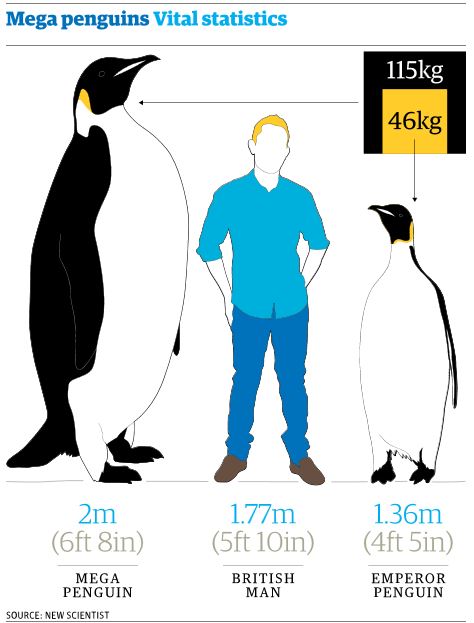 Mega penguins Vital statistics
115kg
46kg
2m
(6ft 8in)
MEGA
PENGUIN
1.77m
(5ft 10in)
BRITISH
MAN
1.36m
(4ft 5in)
EMPEROR
PENGUIN
SOURCE: NEW SCIENTIST